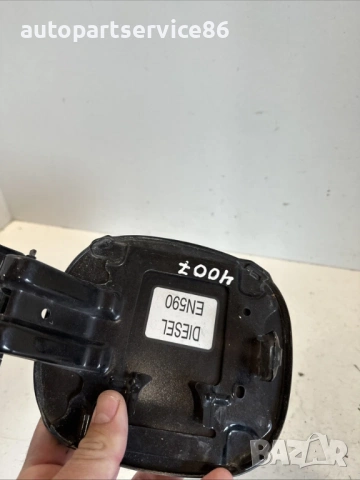 autopartservice86
4007
DIESEL
EN590
BAZAR